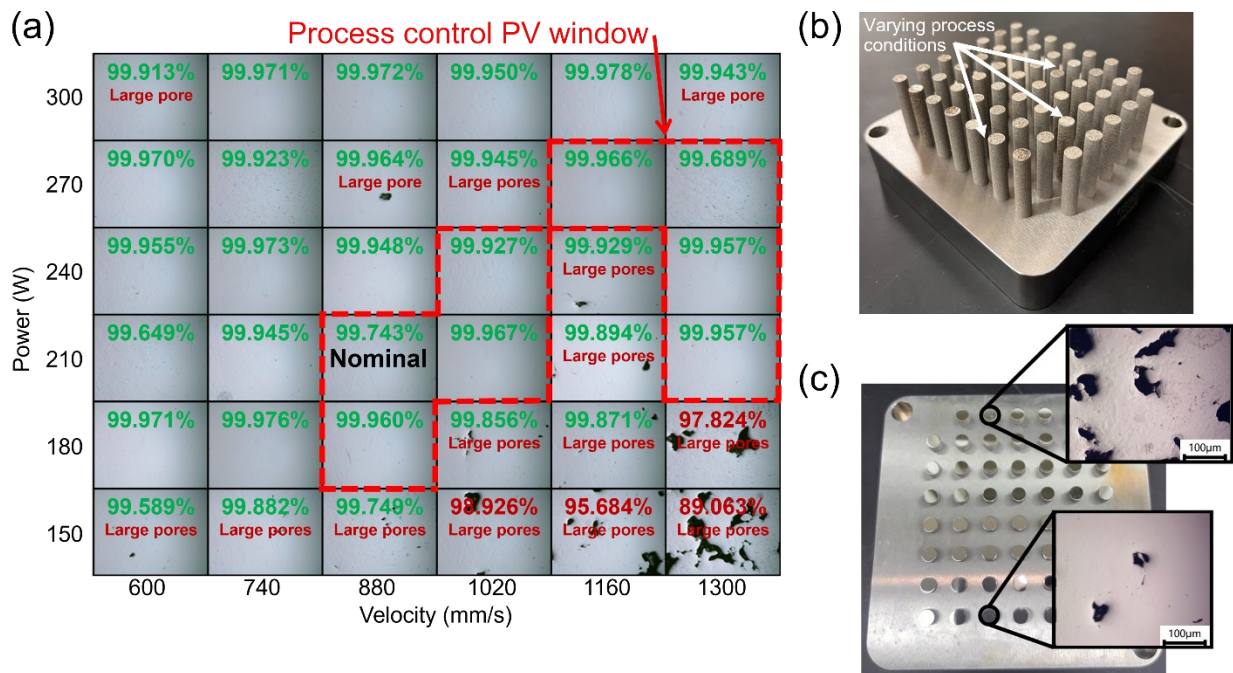 (a)
Process control PV window
300
99.913%
Large pore
99.971%
99.972%
99.950%
99.978%
99.943%
Large pore
270
99.970%
99.923%
99.964%
Large pore
99.945%
Large pores
99.966%
99.689%
240
99.955%
99.973%
99.948%
99.927%
99.929%
Large pores
99.957%
210
99.649%
99.945%
99.743%
Nominal
99.967%
99.894%
Large pores
99.957%
180
99.971%
99.976%
99.960%
99.856%
Large pores
99.871%
Large pores
97.824%
Large pores
150
99.589%
Large pores
99.882%
Large pores
99.749%
Large pores
98.926%
Large pores
95.684%
Large pores
89.063%
Large pores
Power (W)
600 740 880 1020 1160 1300
Velocity (mm/s)
(b)
Varying process
conditions
(c)
100µm
100µm